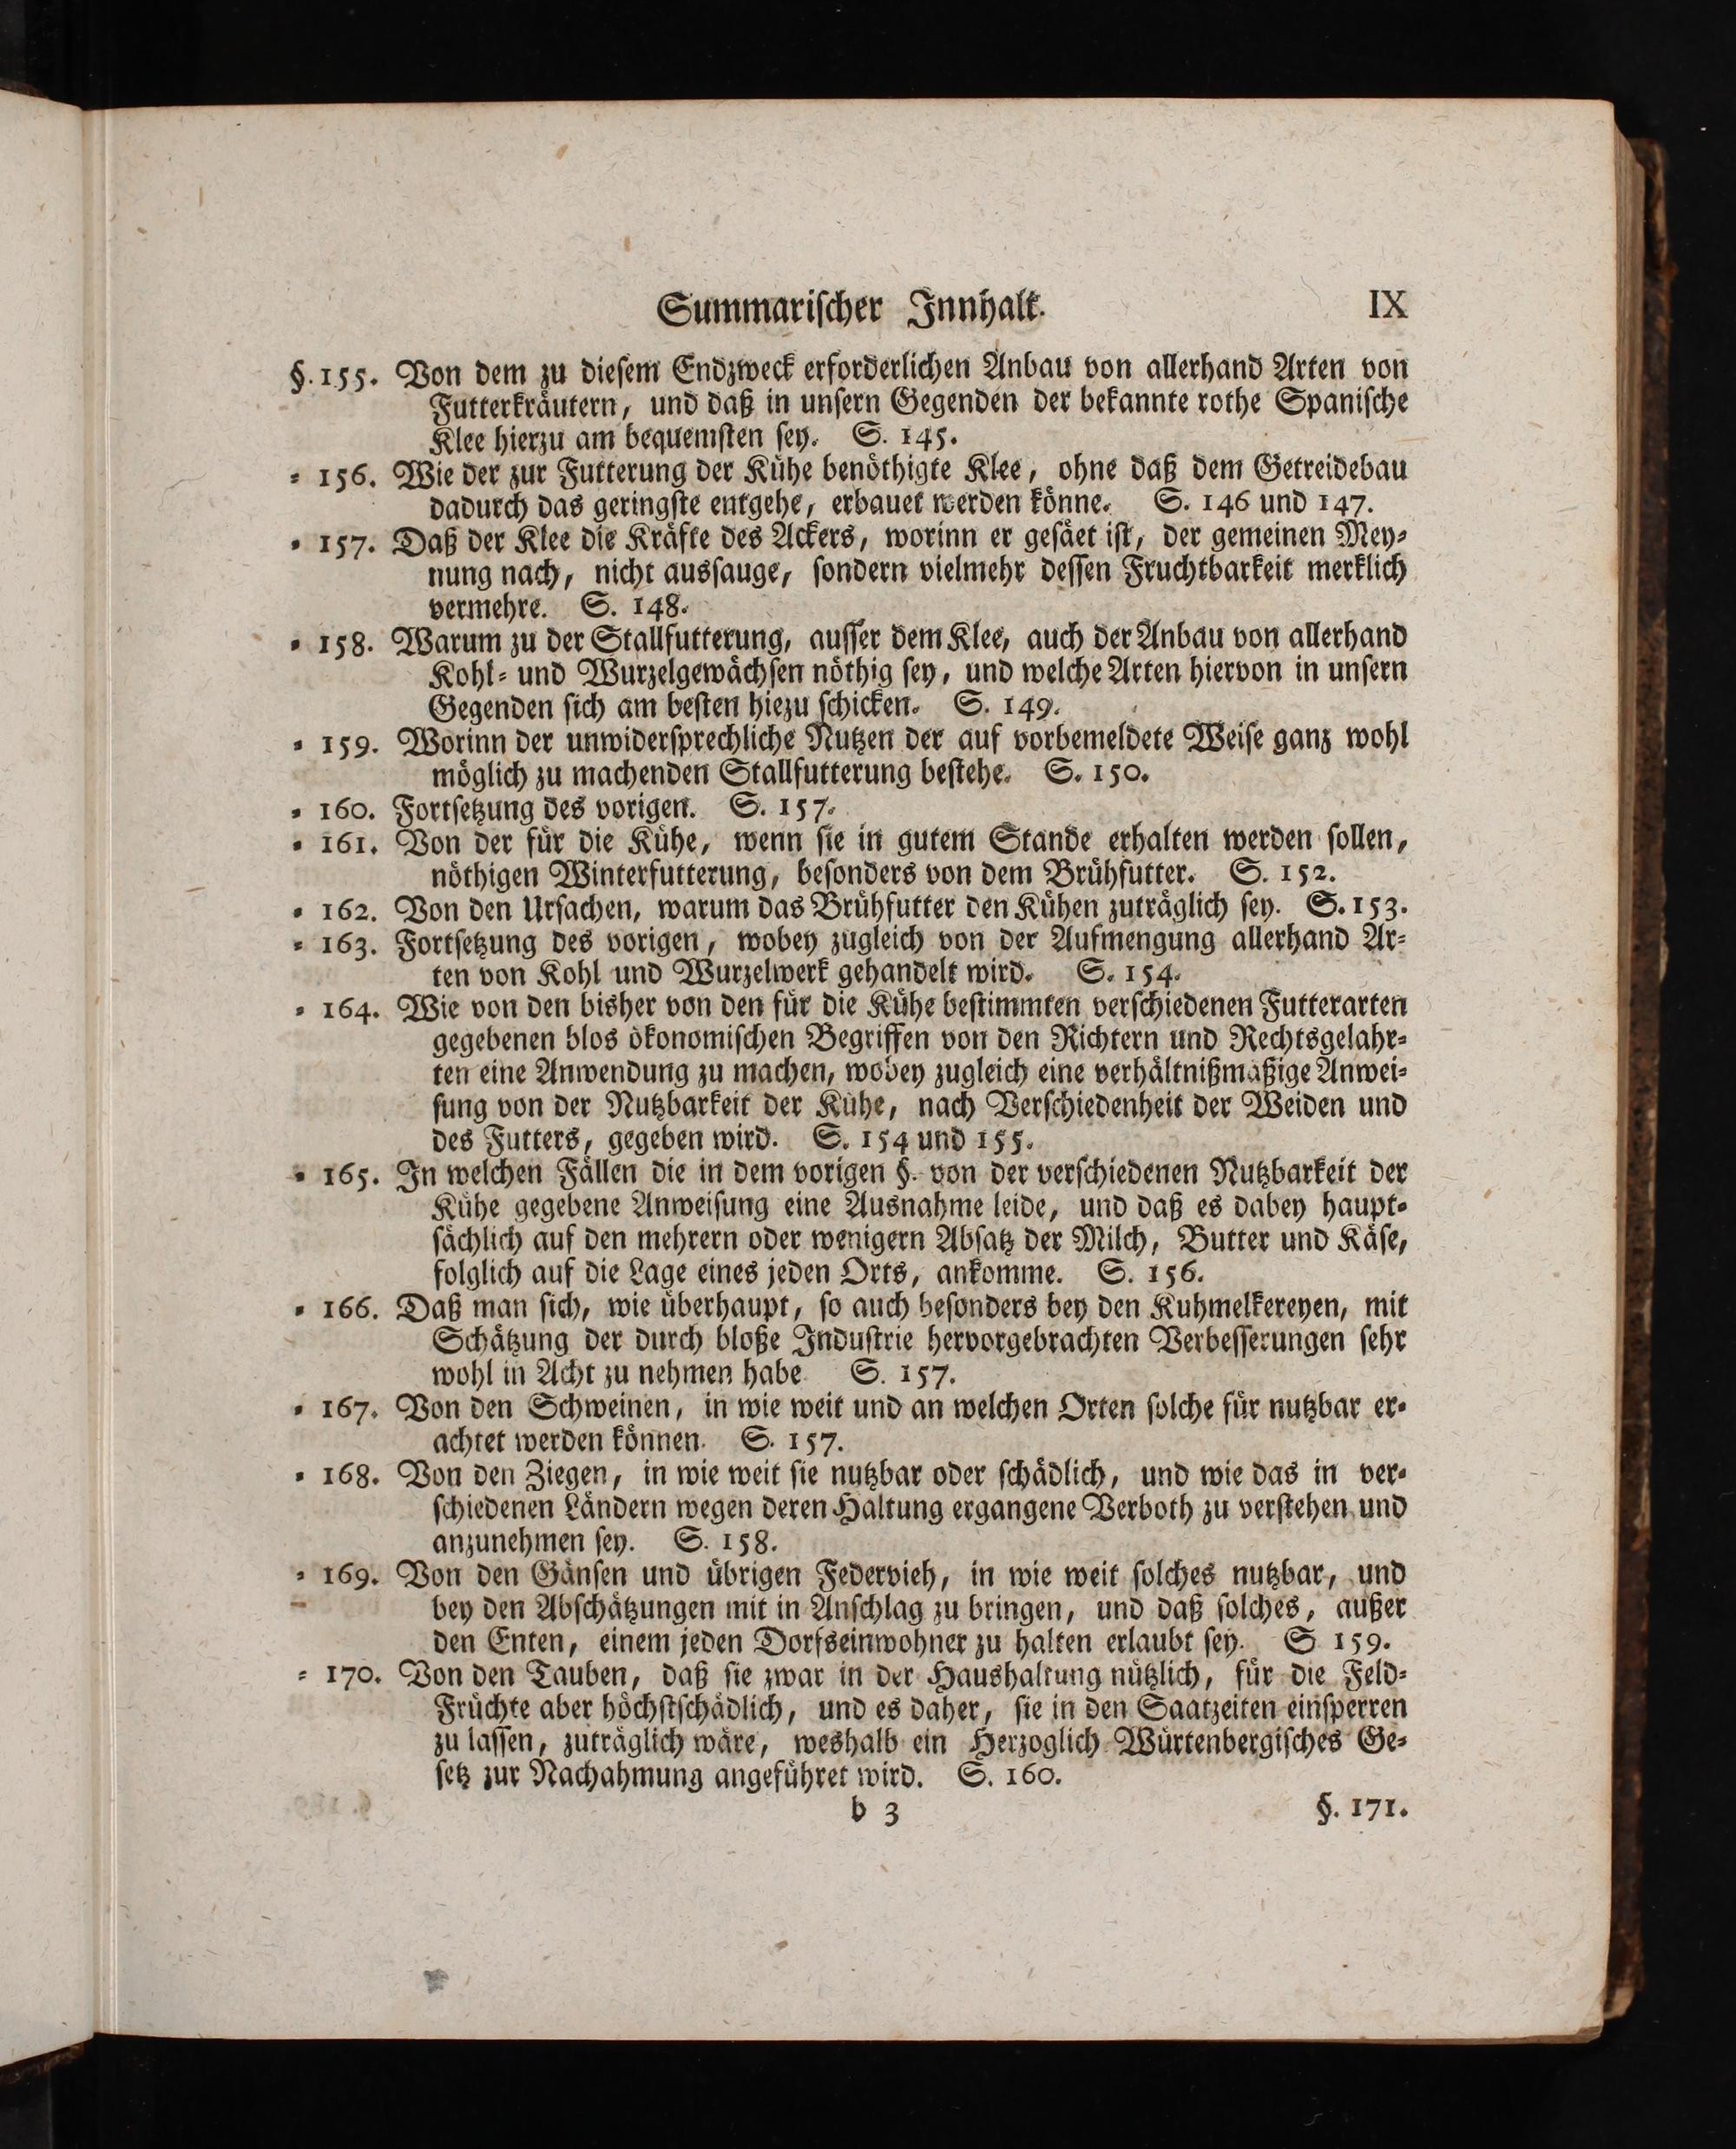 Summariſcher Innhalt. IX
§. 155. Von dem zu dieſem Endzweck erforderlichen Anbau von allerhand Arten von
Futterkräutern, und daß in unſern Gegenden der bekannte rothe Spaniſche
Klee hierzu am bequemſten ſey. S. 145.
⸗ 156. Wie der zur Futterung der Kühe benöthigte Klee, ohne daß dem Getreidebau
dadurch das geringſte entgehe, erbauet werden könne. S. 146 und 147.
⸗ 157. Daß der Klee die Kräfte des Ackers, worinn er geſäet iſt, der gemeinen Mey⸗
nung nach, nicht ausſauge, ſondern vielmehr deſſen Fruchtbarkeit merklich
vermehre. S. 148.
⸗ 158. Warum zu der Stallfutterung, auſſer dem Klee, auch der Anbau von allerhand
Kohl⸗ und Wurzelgewächſen nöthig ſey, und welche Arten hiervon in unſern
Gegenden ſich am beſten hiezu ſchicken. S. 149.
⸗ 159. Worinn der unwiderſprechliche Nutzen der auf vorbemeldete Weiſe ganz wohl
möglich zu machenden Stallfutterung beſtehe. S. 150.
⸗ 160. Fortſetzung des vorigen. S. 157.
⸗ 161. Von der für die Kühe, wenn ſie in gutem Stande erhalten werden ſollen,
nöthigen Winterfutterung, beſonders von dem Brühfutter. S. 152.
⸗ 162. Von den Urſachen, warum das Brühfutter den Kühen zuträglich ſey. S. 153.
⸗ 163. Fortſetzung des vorigen, wobey zugleich von der Aufmengung allerhand Ar⸗
ten von Kohl und Wurzelwerk gehandelt wird. S. 154.
⸗ 164. Wie von den bisher von den für die Kühe beſtimmten verſchiedenen Futterarten
gegebenen blos ökonomiſchen Begriffen von den Richtern und Rechtsgelahr⸗
ten eine Anwendung zu machen, wobey zugleich eine verhältnißmäßige Anwei⸗
ſung von der Nutzbarkeit der Kühe, nach Verſchiedenheit der Weiden und
des Futters, gegeben wird. S. 154 und 155.
⸗ 165. In welchen Fällen die in dem vorigen §. von der verſchiedenen Nutzbarkeit der
Kühe gegebene Anweiſung eine Ausnahme leide, und daß es dabey haupt⸗
ſächlich auf den mehrern oder wenigern Abſatz der Milch, Butter und Käſe,
folglich auf die Lage eines jeden Orts, ankomme. S. 156.
⸗ 166. Daß man ſich, wie überhaupt, ſo auch beſonders bey den Kuhmelkereyen, mit
Schätzung der durch bloße Induſtrie hervorgebrachten Verbeſſerungen ſehr
wohl in Acht zu nehmen habe S. 157.
⸗ 167. Von den Schweinen, in wie weit und an welchen Orten ſolche für nutzbar er⸗
achtet werden können. S. 157.
⸗ 168. Von den Ziegen, in wie weit ſie nutzbar oder ſchädlich, und wie das in ver⸗
ſchiedenen Ländern wegen deren Haltung ergangene Verboth zu verſtehen und
anzunehmen ſey. S. 158.
⸗ 169. Von den Gänſen und übrigen Federvieh, in wie weit ſolches nutzbar, und
bey den Abſchätzungen mit in Anſchlag zu bringen, und daß ſolches, außer
den Enten, einem jeden Dorfseinwohner zu halten erlaubt ſey. S 159.
⸗ 170. Von den Tauben, daß ſie zwar in der Haushaltung nützlich, für die Feld⸗
Früchte aber höchſtſchädlich, und es daher, ſie in den Saatzeiten einſperren
zu laſſen, zuträglich wäre, weshalb ein Herzoglich Würtenbergiſches Ge⸗
ſetz zur Nachahmung angeführet wird. S. 160.
b 3 §. 171.